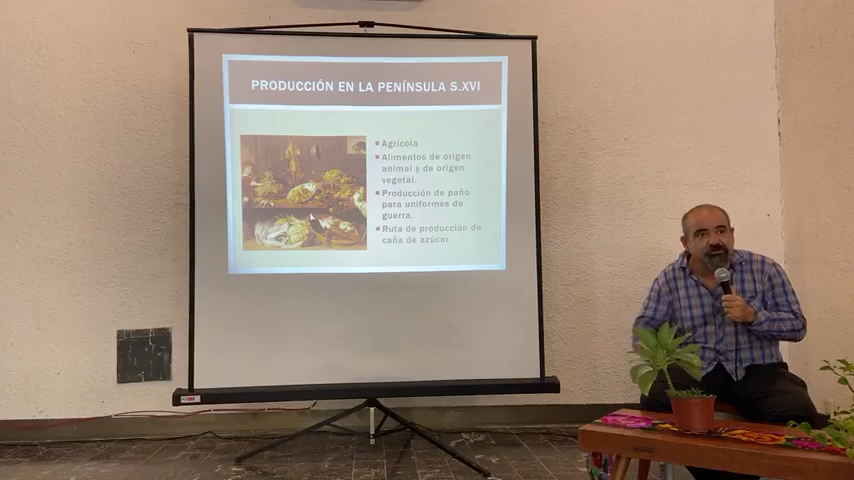 PRODUCCIÓN EN LA PENÍNSULA S.XVI
Agrícola
Alimentos de origen
animal y de origen
vegetal.
Producción de paño
para uniformes de
guerra.
Ruta de producción de
caña de azúcar.